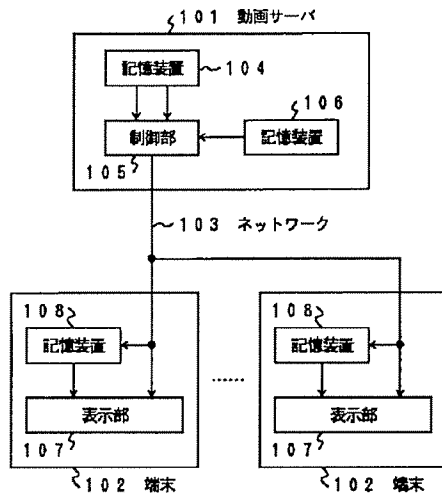 101 動画サーバ
記憶装置
104
106
制御部
記憶装置
105
103 ネットワーク
108
108
記憶装置
記憶装置
……
表示部
表示部
107
107
102 端末
102 端末